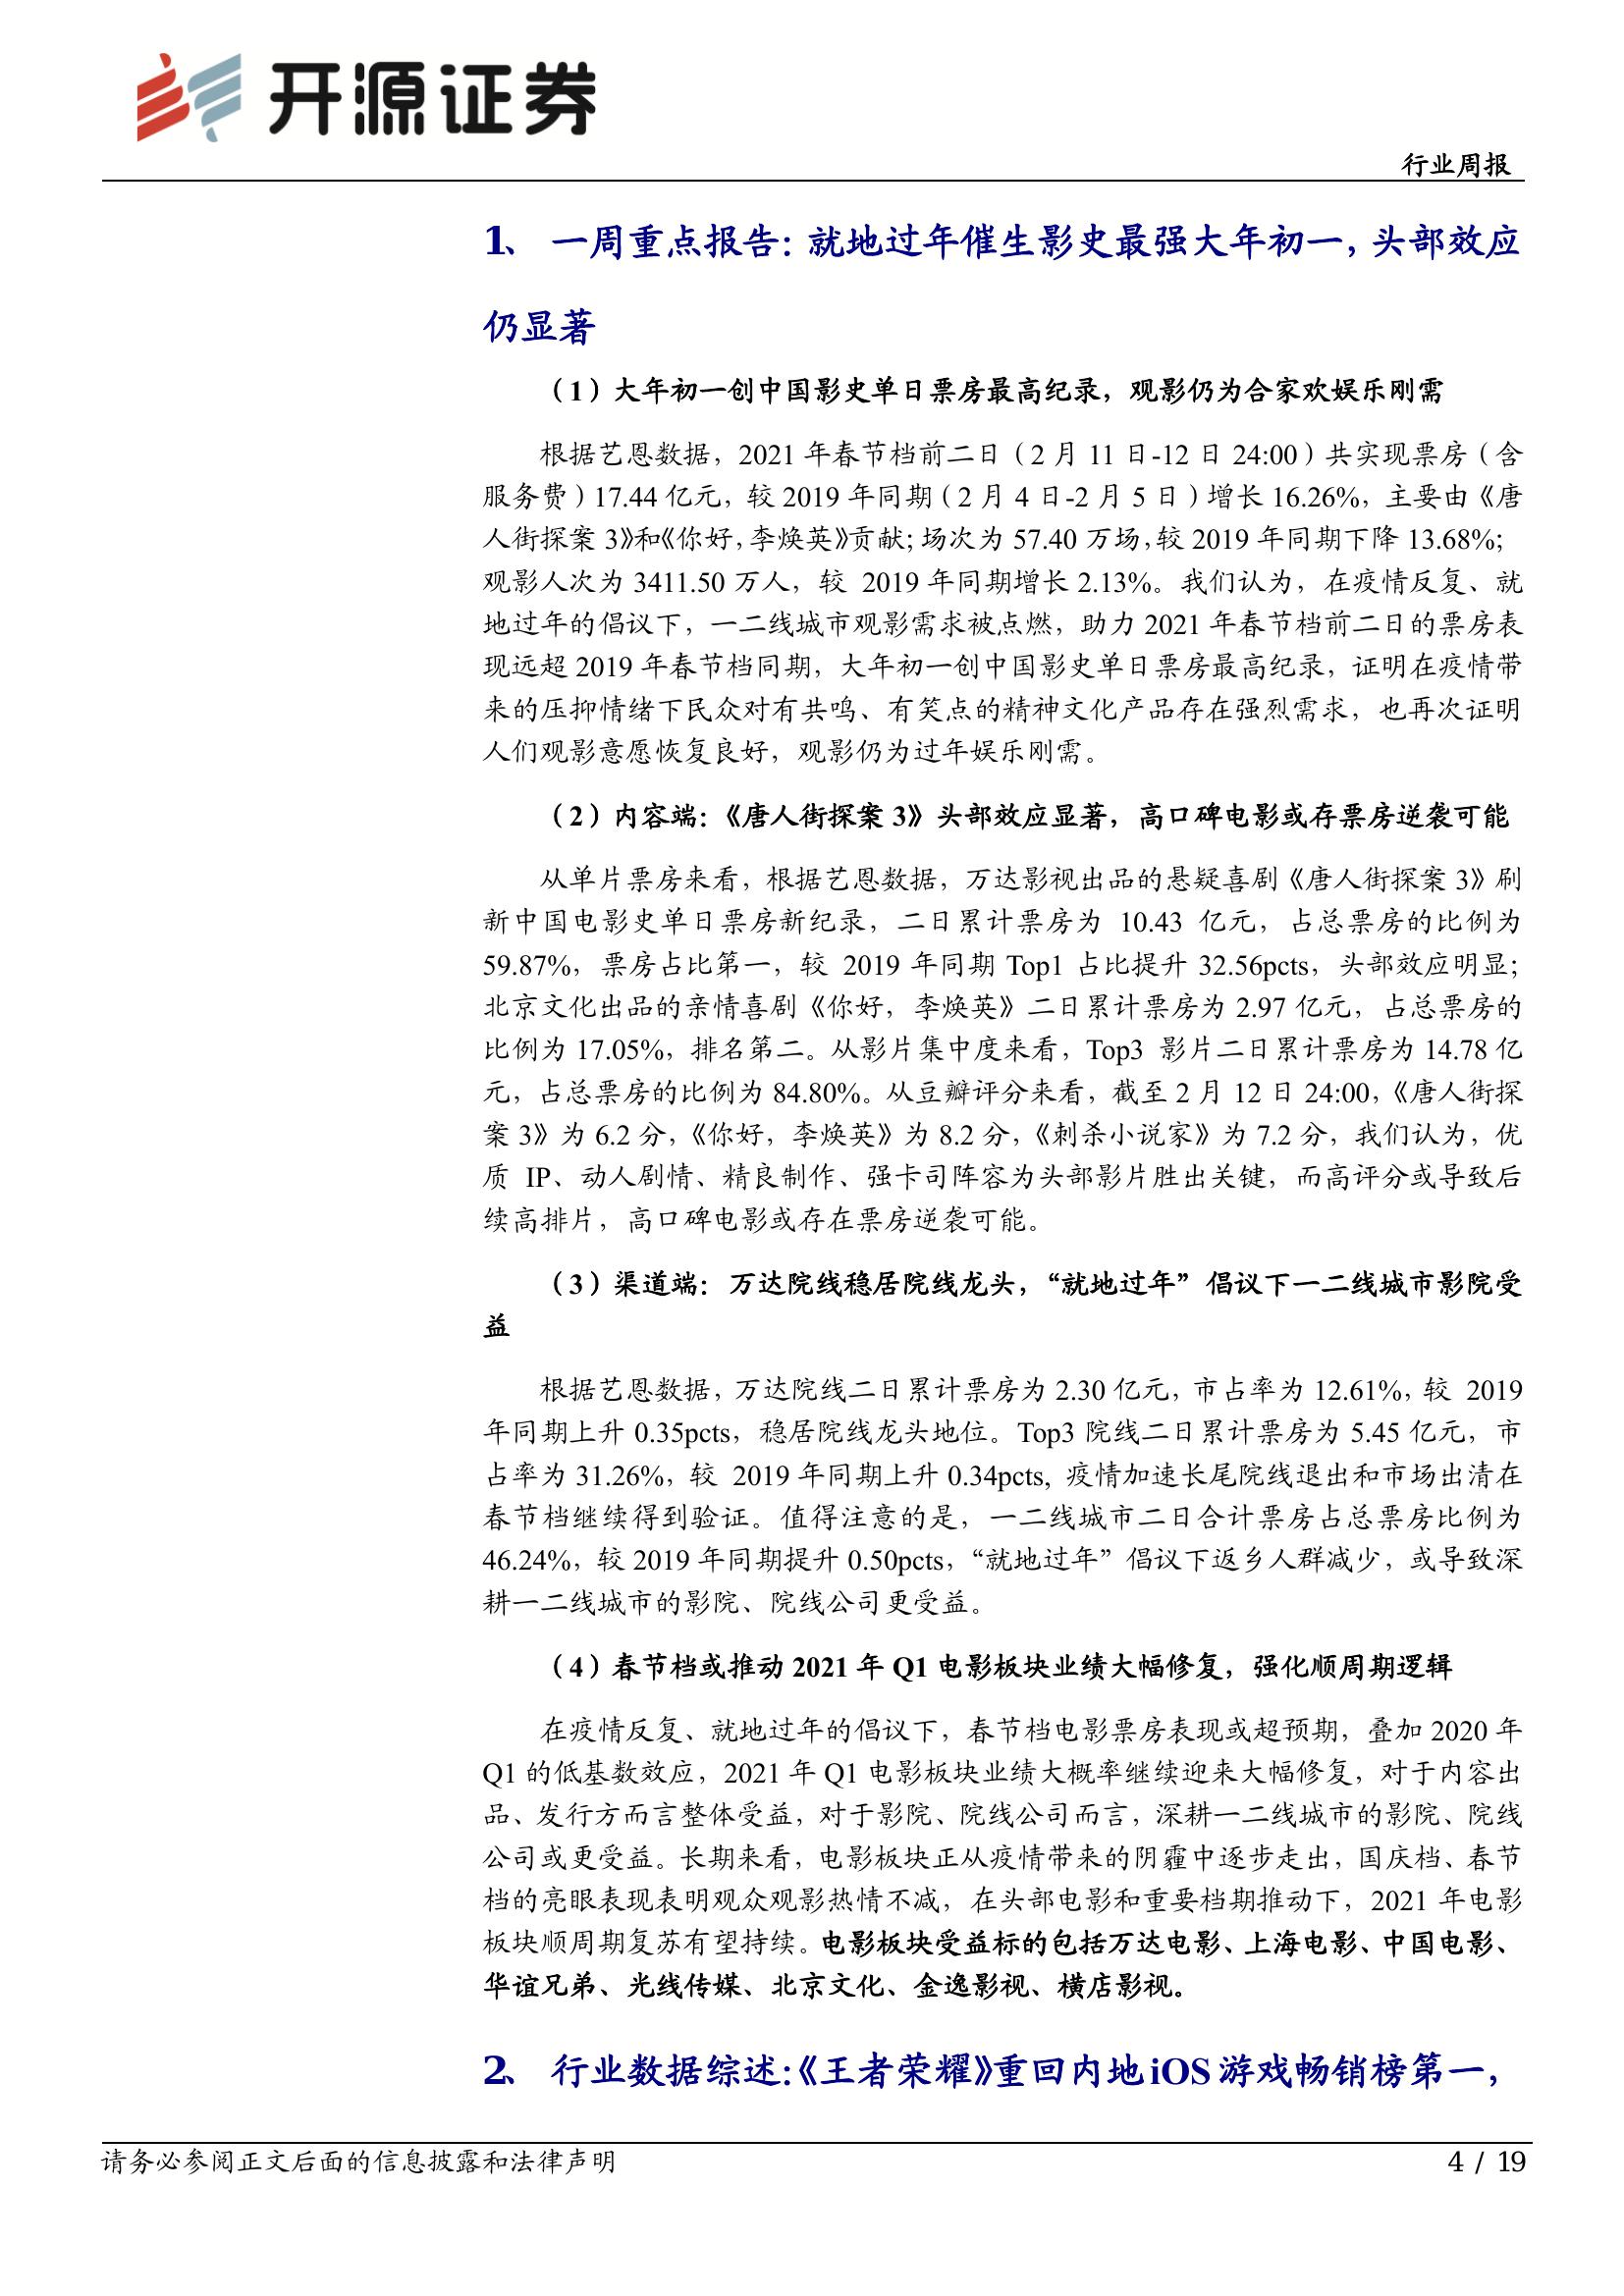 开源证券
行业周报
1、 一周重点报告：就地过年催生影史最强大年初一，头部效应
仍显著
（1）大年初一创中国影史单日票房最高纪录，观影仍为合家欢娱乐刚需
根据艺恩数据，2021 年春节档前二日（2 月 11 日-12 日 24:00）共实现票房（含
服务费）17.44 亿元，较 2019 年同期（2 月 4 日-2 月 5 日）增长 16.26%，主要由《唐
人街探案 3》和《你好，李焕英》贡献；场次为 57.40 万场，较 2019 年同期下降 13.68%；
观影人次为 3411.50 万人，较 2019 年同期增长 2.13%。我们认为，在疫情反复、就
地过年的倡议下，一二线城市观影需求被点燃，助力 2021 年春节档前二日的票房表
现远超 2019 年春节档同期，大年初一创中国影史单日票房最高纪录，证明在疫情带
来的压抑情绪下民众对有共鸣、有笑点的精神文化产品存在强烈需求，也再次证明
人们观影意愿恢复良好，观影仍为过年娱乐刚需。
（2）内容端：《唐人街探案 3》头部效应显著，高口碑电影或存票房逆袭可能
从单片票房来看，根据艺恩数据，万达影视出品的悬疑喜剧《唐人街探案 3》刷
新中国电影史单日票房新纪录，二日累计票房为 10.43 亿元，占总票房的比例为
59.87%，票房占比第一，较 2019 年同期 Top1 占比提升 32.56pcts，头部效应明显；
北京文化出品的亲情喜剧《你好，李焕英》二日累计票房为 2.97 亿元，占总票房的
比例为 17.05%，排名第二。从影片集中度来看，Top3 影片二日累计票房为 14.78 亿
元，占总票房的比例为 84.80%。从豆瓣评分来看，截至 2 月 12 日 24:00，《唐人街探
案 3》为 6.2 分，《你好，李焕英》为 8.2 分，《刺杀小说家》为 7.2 分，我们认为，优
质 IP、动人剧情、精良制作、强卡司阵容为头部影片胜出关键，而高评分或导致后
续高排片，高口碑电影或存在票房逆袭可能。
（3）渠道端：万达院线稳居院线龙头，“就地过年”倡议下一二线城市影院受
益
根据艺恩数据，万达院线二日累计票房为 2.30 亿元，市占率为 12.61%，较 2019
年同期上升 0.35pcts，稳居院线龙头地位。Top3 院线二日累计票房为 5.45 亿元，市
占率为 31.26%，较 2019 年同期上升 0.34pcts, 疫情加速长尾院线退出和市场出清在
春节档继续得到验证。值得注意的是，一二线城市二日合计票房占总票房比例为
46.24%，较 2019 年同期提升 0.50pcts，“就地过年”倡议下返乡人群减少，或导致深
耕一二线城市的影院、院线公司更受益。
（4）春节档或推动 2021 年 Q1 电影板块业绩大幅修复，强化顺周期逻辑
在疫情反复、就地过年的倡议下，春节档电影票房表现或超预期，叠加 2020 年
Q1 的低基数效应，2021 年 Q1 电影板块业绩大概率继续迎来大幅修复，对于内容出
品、发行方而言整体受益，对于影院、院线公司而言，深耕一二线城市的影院、院线
公司或更受益。长期来看，电影板块正从疫情带来的阴霾中逐步走出，国庆档、春节
档的亮眼表现表明观众观影热情不减，在头部电影和重要档期推动下，2021 年电影
板块顺周期复苏有望持续。电影板块受益标的包括万达电影、上海电影、中国电影、
华谊兄弟、光线传媒、北京文化、金逸影视、横店影视。
2、 行业数据综述：《王者荣耀》重回内地 iOS 游戏畅销榜第一，
请务必参阅正文后面的信息披露和法律声明
4 / 19